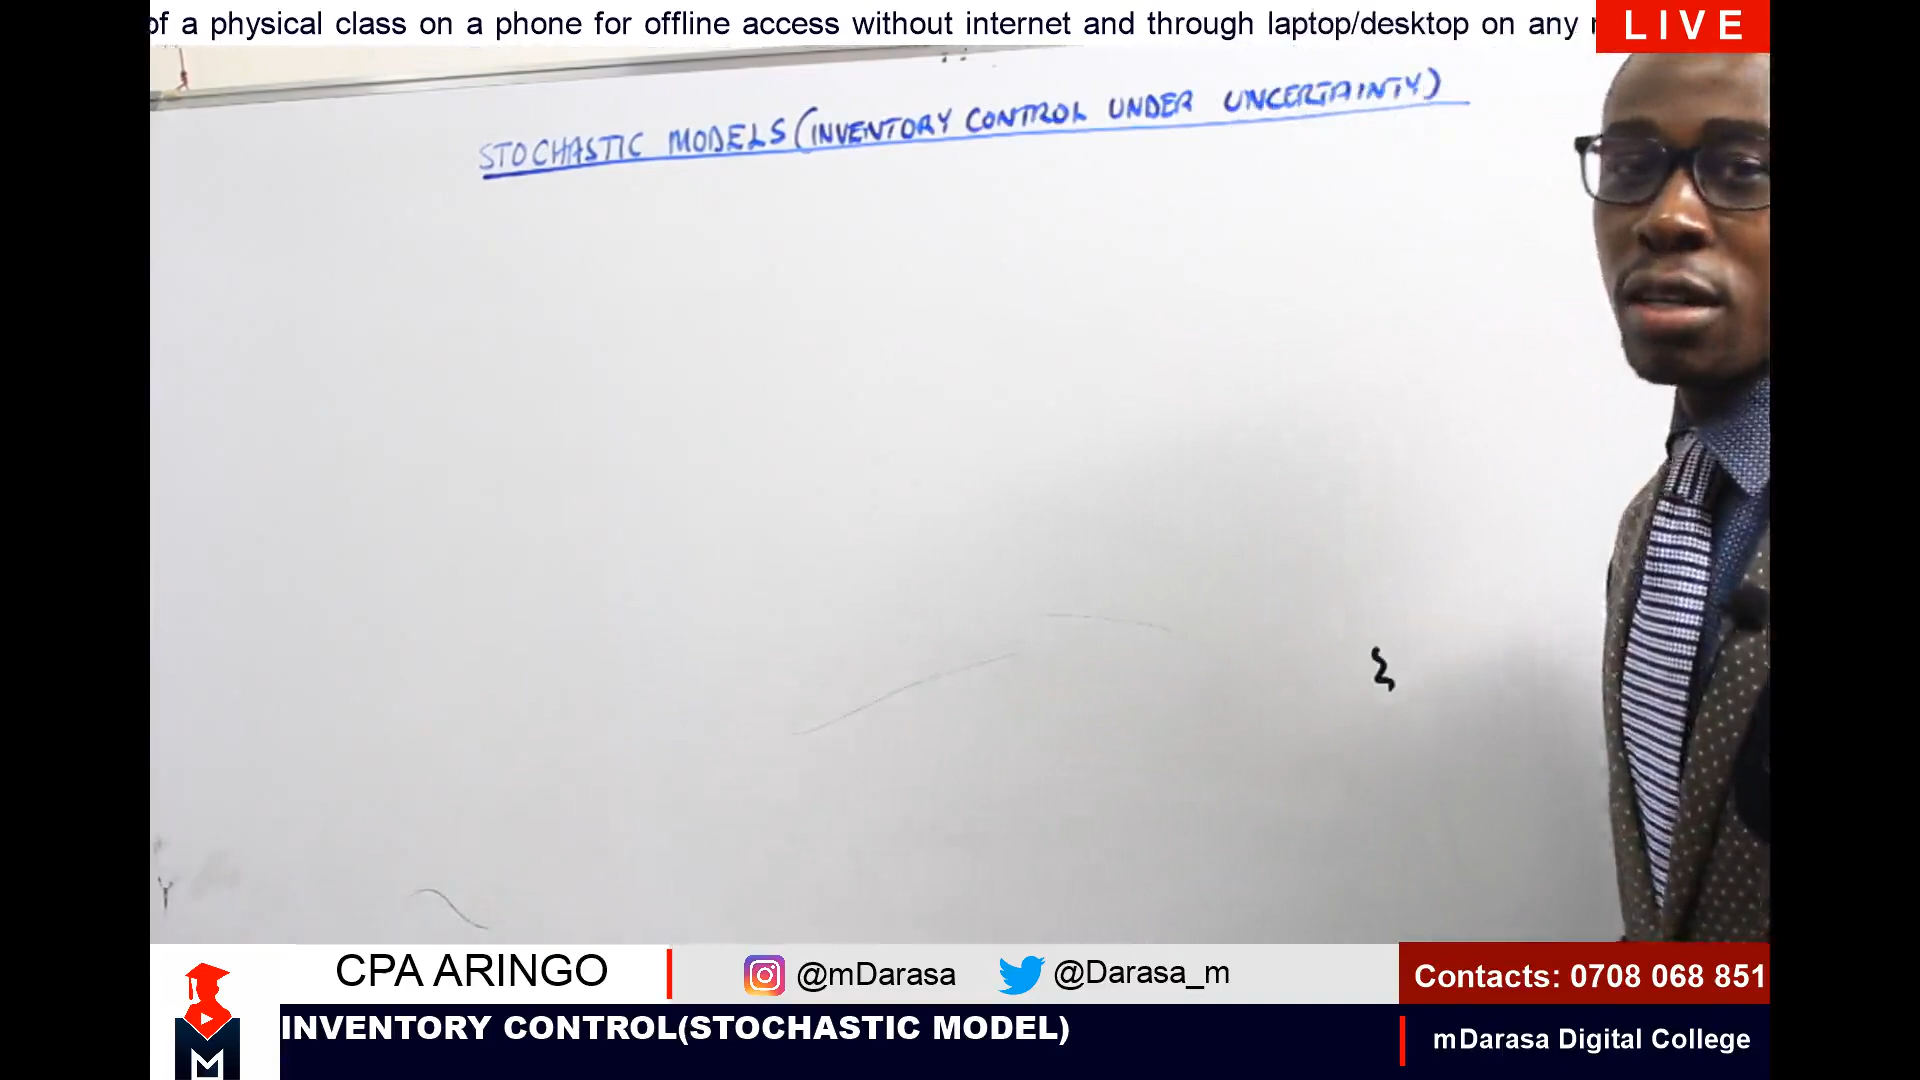 of a physical class on a phone for offline access without internet and through laptop/desktop on any
LIVE
STOCHASTIC MODELS (INVENTORY CONTROL UNDER UNCERTAINTY)
CPA ARINGO
@mDarasa
@Darasa_m
Contacts: 0708 068 851
M
INVENTORY CONTROL(STOCHASTIC MODEL)
mDarasa Digital College